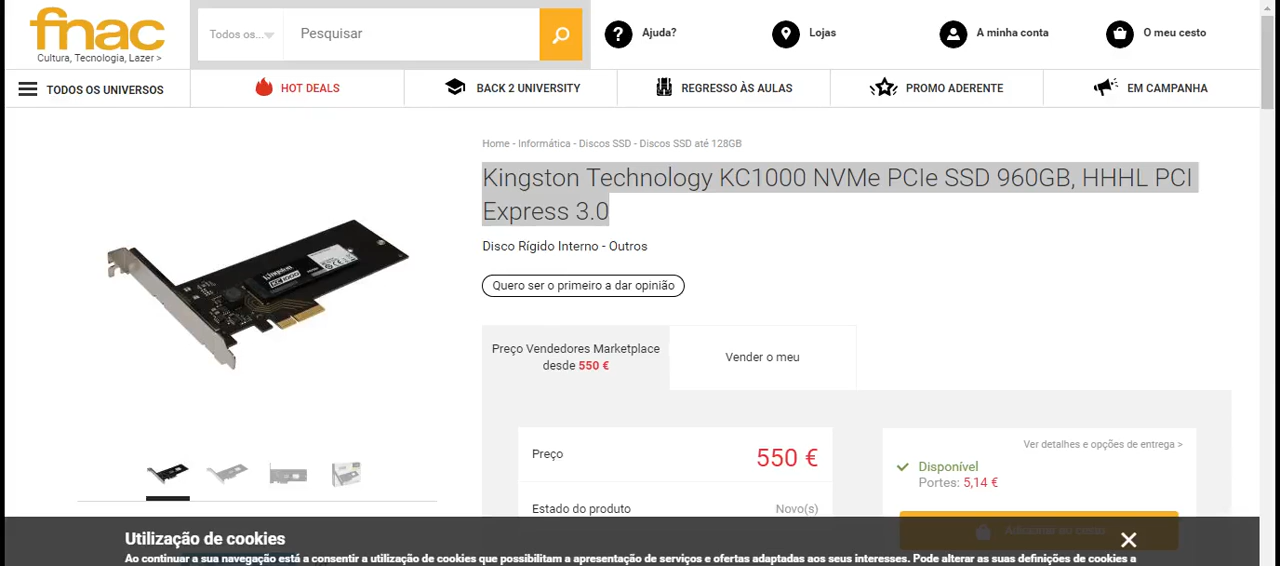 fnac
Cultura, Tecnologia, Lazer >
Todos os...
Pesquisar
Ajuda?
Lojas
A minha conta
O meu cesto
TODOS OS UNIVERSOS
HOT DEALS
BACK 2 UNIVERSITY
REGRESSO ÀS AULAS
PROMO ADERENTE
EM CAMPANHA
Home - Informática - Discos SSD - Discos SSD até 128GB
Kingston Technology KC1000 NVMe PCIe SSD 960GB, HHHL PCI
Express 3.0
Disco Rígido Interno - Outros
Quero ser o primeiro a dar opinião
Preço Vendedores Marketplace
desde 550 €
Vender o meu
Preço
550 €
Estado do produto
Novo(s)
Ver detalhes e opções de entrega >
Disponível
Portes: 5,14 €
Adicionar ao cesto
Utilização de cookies
Ao continuar a sua navegação está a consentir a utilização de cookies que possibilitam a apresentação de serviços e ofertas adaptadas aos seus interesses. Pode alterar as suas definições de cookies a
Kingston
KC1000